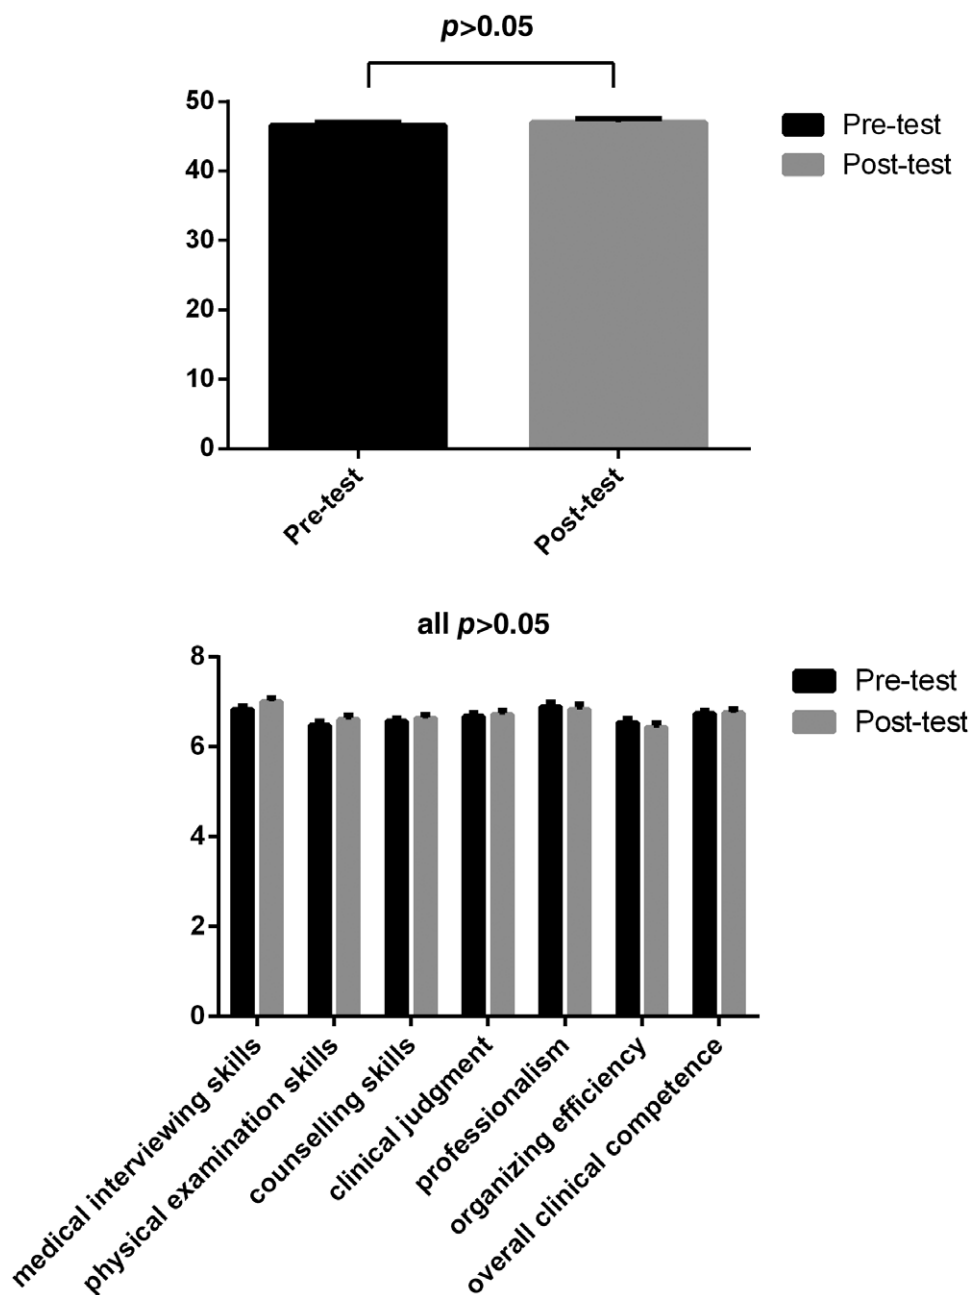 p>0.05
50
40
30
20
10
0
Pre-test
Post-test
Pre-test
Post-test
all p>0.05
8
6
4
2
0
Pre-test
Post-test
medical interviewing skills
physical examination skills
counselling skills
clinical judgment
professionalism
organizing efficiency
overall clinical competence